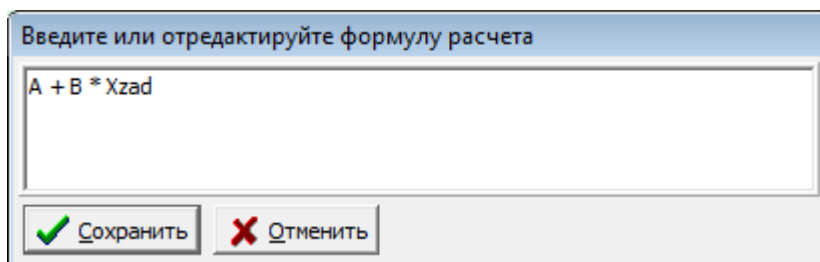 Введите или отредактируйте формулу расчета
A + B * Xzad
Сохранить
Отменить